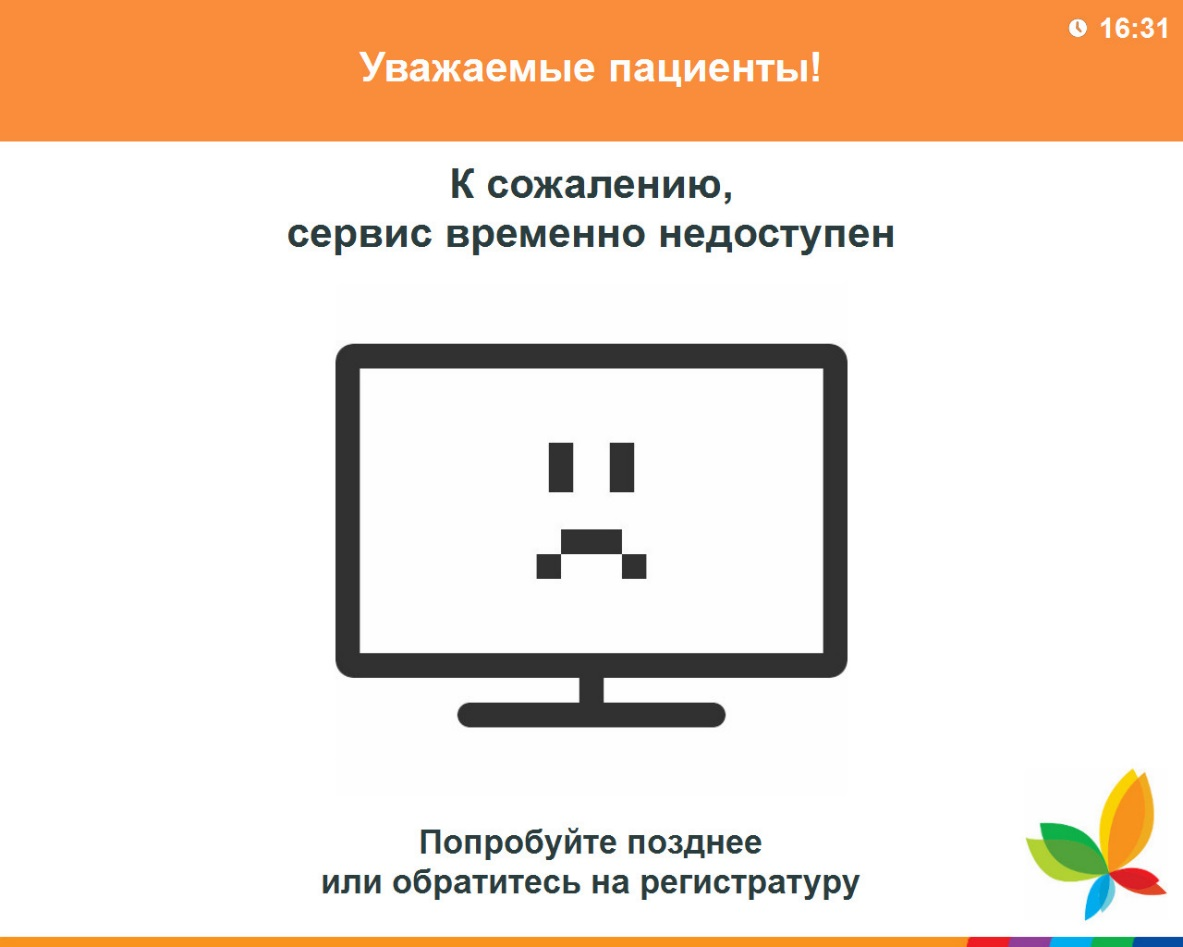 16:31
Уважаемые пациенты!
К сожалению,
сервис временно недоступен
Попробуйте позднее
или обратитесь на регистратуру